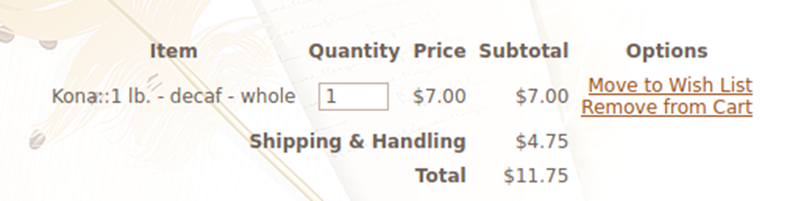 Item Quantity Price Subtotal Options
Kona::1 lb. - decaf - whole 1 $7.00 $7.00 Move to Wish List
Remove from Cart
Shipping & Handling $4.75
Total $11.75